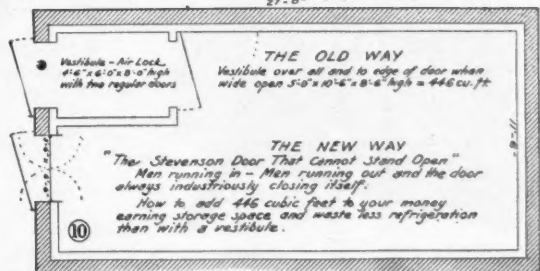 27'-0"
Vestibule - Air Lock
4'-6" x 6'-0" x 8'-0" high
with two regular doors
THE OLD WAY
Vestibule over all and to edge of door when
wide open 5'-0" x 10'-6" x 8'-6" high = 446 cu. ft
THE NEW WAY
"The Stevenson Door That Cannot Stand Open"
Men running in - Men running out and the door
always industriously closing itself.
How to add 446 cubic feet to your money
earning storage space and waste less refrigeration
than with a vestibule.
10